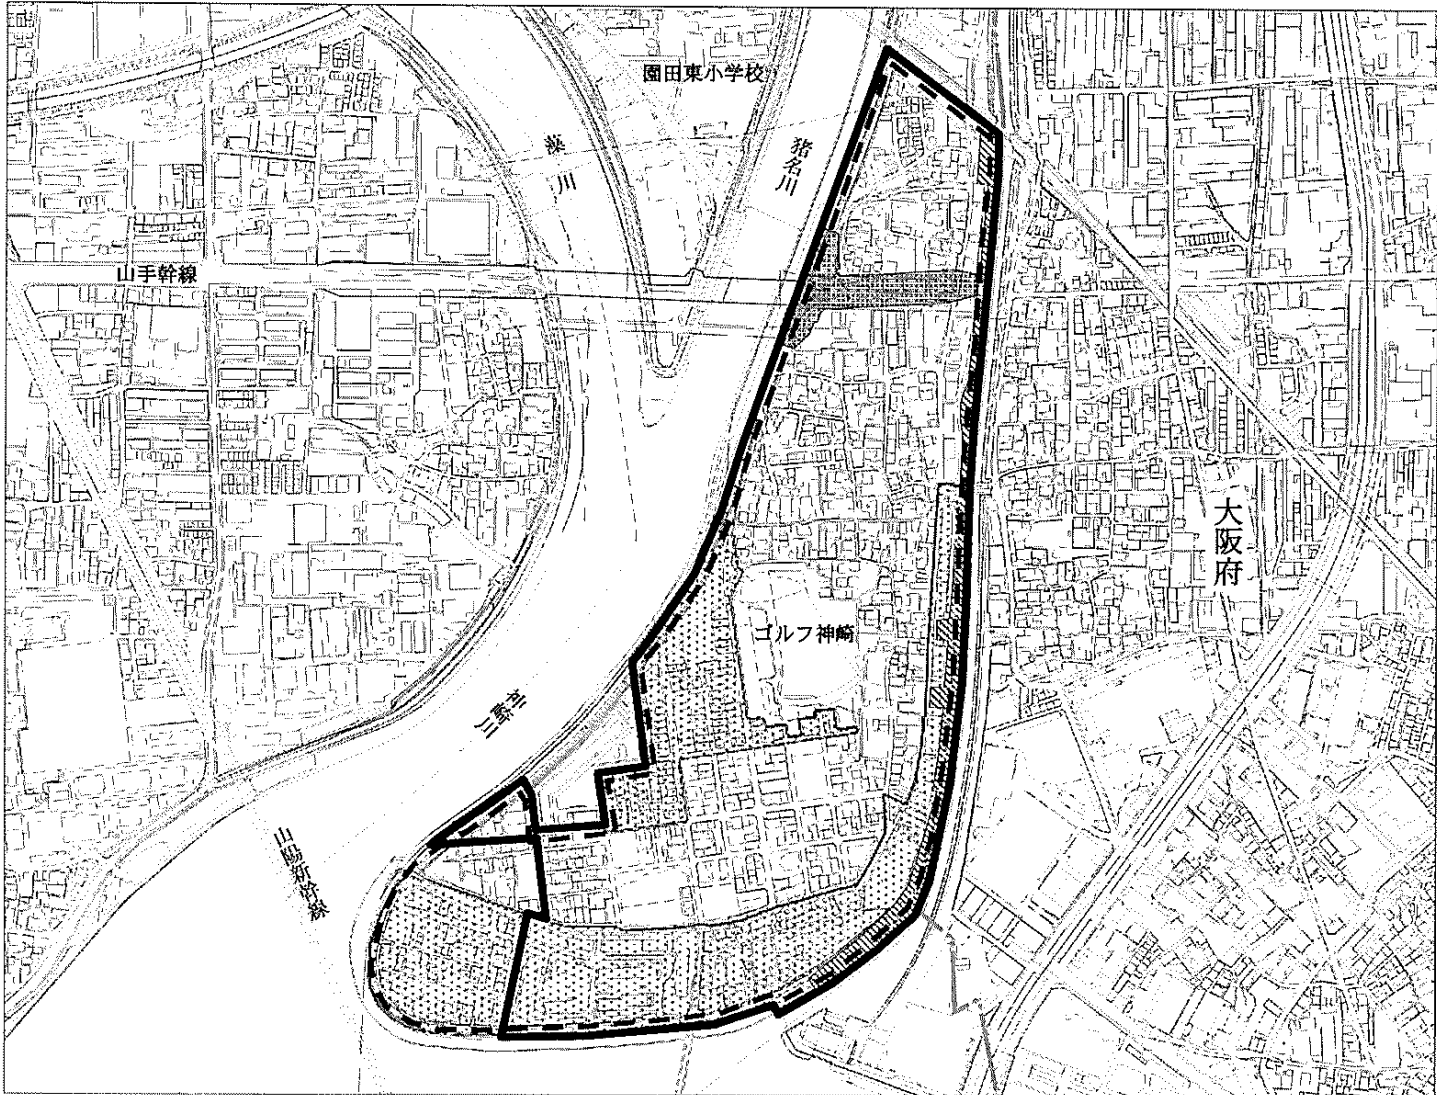 園田東小学校
藻川
猪名川
山手幹線
大阪府
ゴルフ神崎
神崎川
山陽新幹線